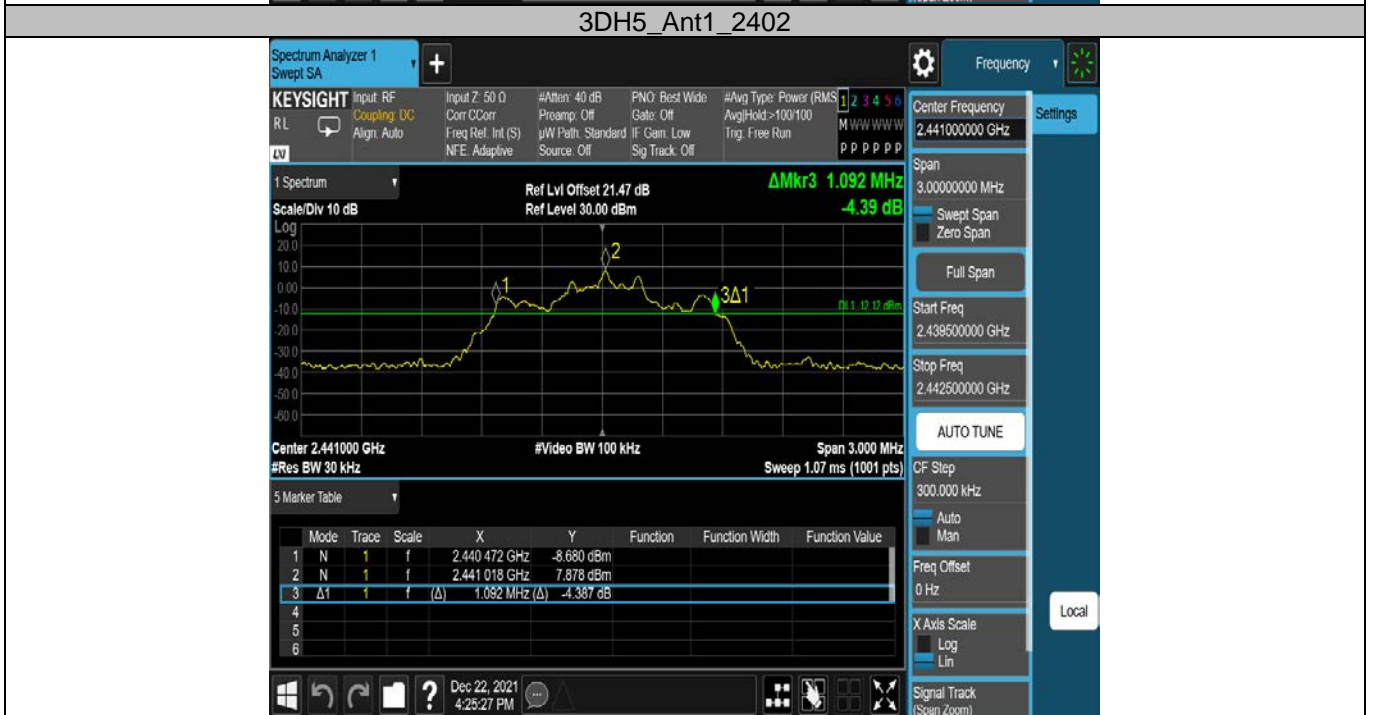 3DH5_Ant1_2402
Spectrum Analyzer 1
Swept SA
Frequency
KEYSIGHT
Input: RF
Coupling: DC
Align: Auto
RL
Input Z: 50 Ω
Corr CCorr
Freq Ref: Int (S)
NFE: Adaptive
#Atten: 40 dB
Preamp: Off
µW Path: Standard
Source: Off
PNO: Best Wide
Gate: Off
IF Gain: Low
Sig Track: Off
#Avg Type: Power (RMS
Avg|Hold:>100/100
Trig: Free Run
1 2 3 4 5 6
M W W W W W
P P P P P P
1 Spectrum
Scale/Div 10 dB
Ref Lvl Offset 21.47 dB
Ref Level 30.00 dBm
ΔMkr3 1.092 MHz
-4.39 dB
Log
20.0
10.0
0.00
-10.0
-20.0
-30.0
-40.0
-50.0
-60.0
1
2
3Δ1
DL1 -12.12 dBm
Center 2.441000 GHz
#Video BW 100 kHz
Span 3.000 MHz
#Res BW 30 kHz
Sweep 1.07 ms (1001 pts)
5 Marker Table
Mode Trace Scale X Y Function Function Width Function Value
1 N 1 f 2.440 472 GHz -8.680 dBm
2 N 1 f 2.441 018 GHz 7.878 dBm
3 Δ1 1 f (Δ) 1.092 MHz (Δ) -4.387 dB
4
5
6
Dec 22, 2021
4:25:27 PM
Center Frequency
2.441000000 GHz
Settings
Span
3.00000000 MHz
Swept Span
Zero Span
Full Span
Start Freq
2.439500000 GHz
Stop Freq
2.442500000 GHz
AUTO TUNE
CF Step
300.000 kHz
Auto
Man
Freq Offset
0 Hz
X Axis Scale
Log
Lin
Local
Signal Track
(Span Zoom)